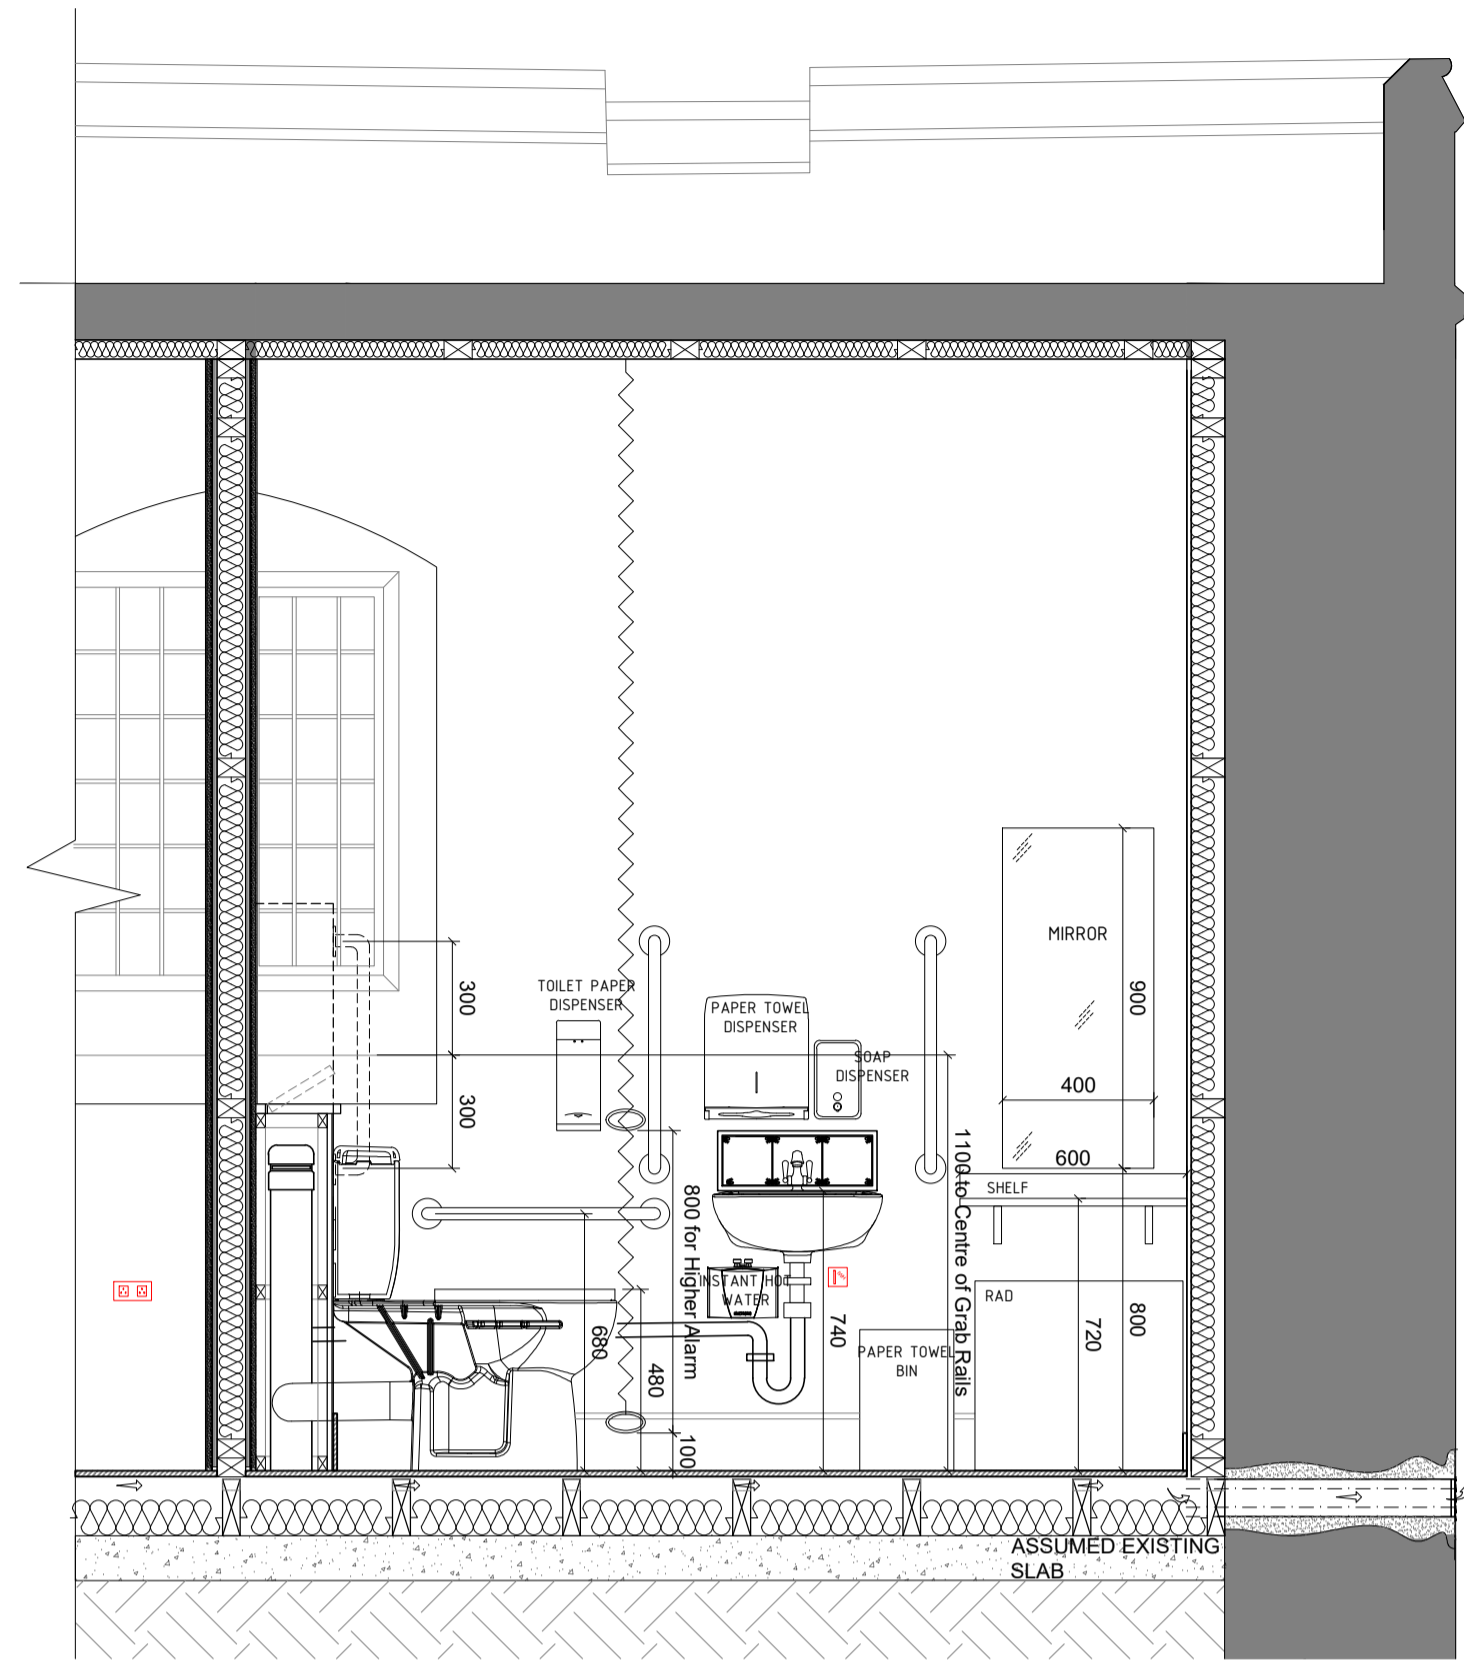 MIRROR
TOILET PAPER
DISPENSER
300
PAPER TOWEL
DISPENSER
900
SOAP
DISPENSER
400
300
600
SHELF
800 for Higher Alarm
1100 to Centre of Grab Rails
INSTANT HOT
WATER
RAD
680
740
720
800
PAPER TOWEL
BIN
480
100
ASSUMED EXISTING
SLAB